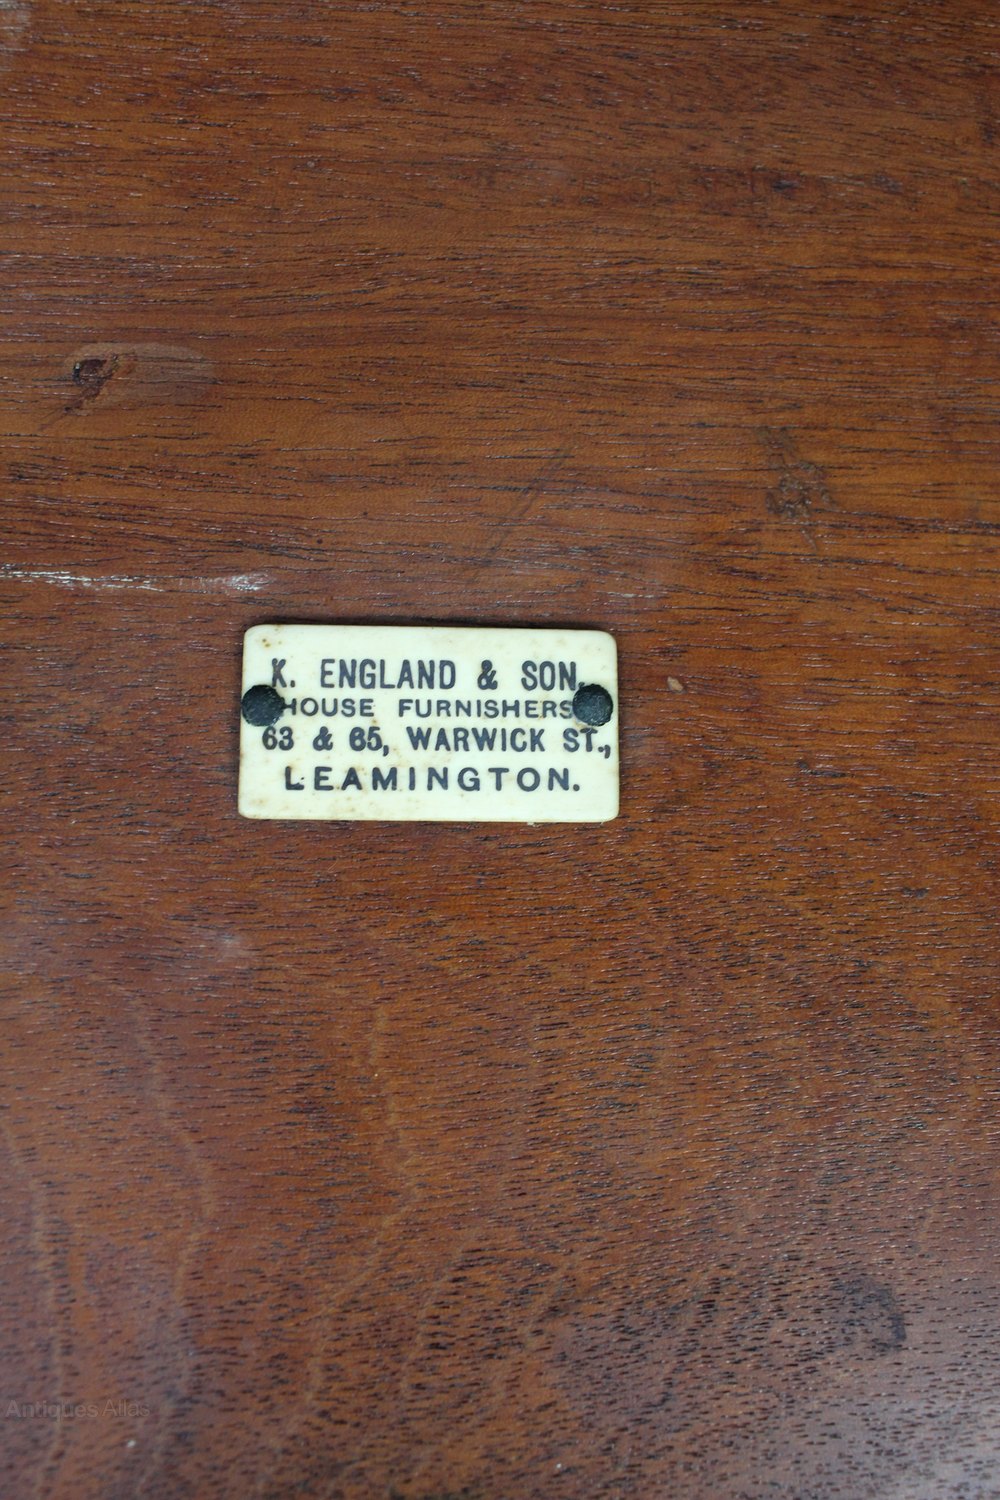 K. ENGLAND & SON,
HOUSE FURNISHERS
63 & 65, WARWICK ST.,
LEAMINGTON.
Antiques Atlas